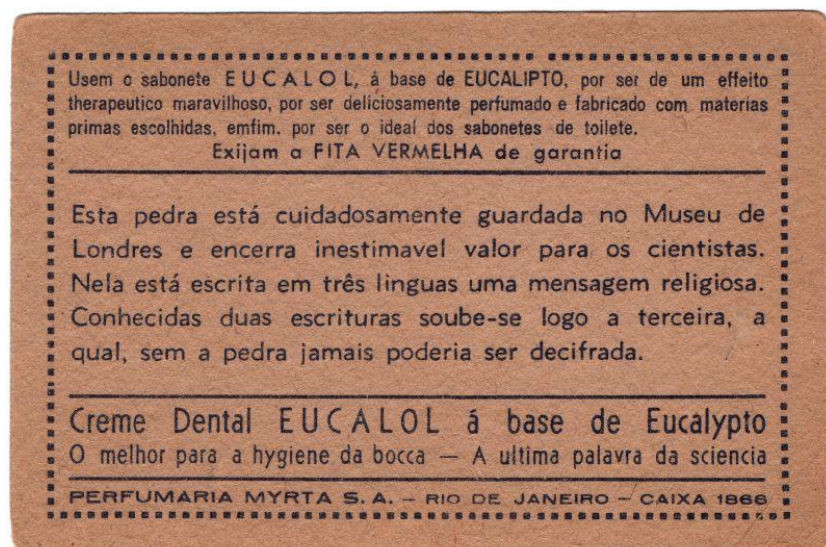 Usem o sabonete EUCALOL, á base de EUCALIPTO, por ser de um effeito
therapeutico maravilhoso, por ser deliciosamente perfumado e fabricado com materias
primas escolhidas, emfim. por ser o ideal dos sabonetes de toilete.
Exijam a FITA VERMELHA de garantia
Esta pedra está cuidadosamente guardada no Museu de
Londres e encerra inestimavel valor para os cientistas.
Nela está escrita em três linguas uma mensagem religiosa.
Conhecidas duas escrituras soube-se logo a terceira, a
qual, sem a pedra jamais poderia ser decifrada.
Creme Dental EUCALOL á base de Eucalypto
O melhor para a hygiene da bocca — A ultima palavra da sciencia
PERFUMARIA MYRTA S. A. – RIO DE JANEIRO – CAIXA 1866